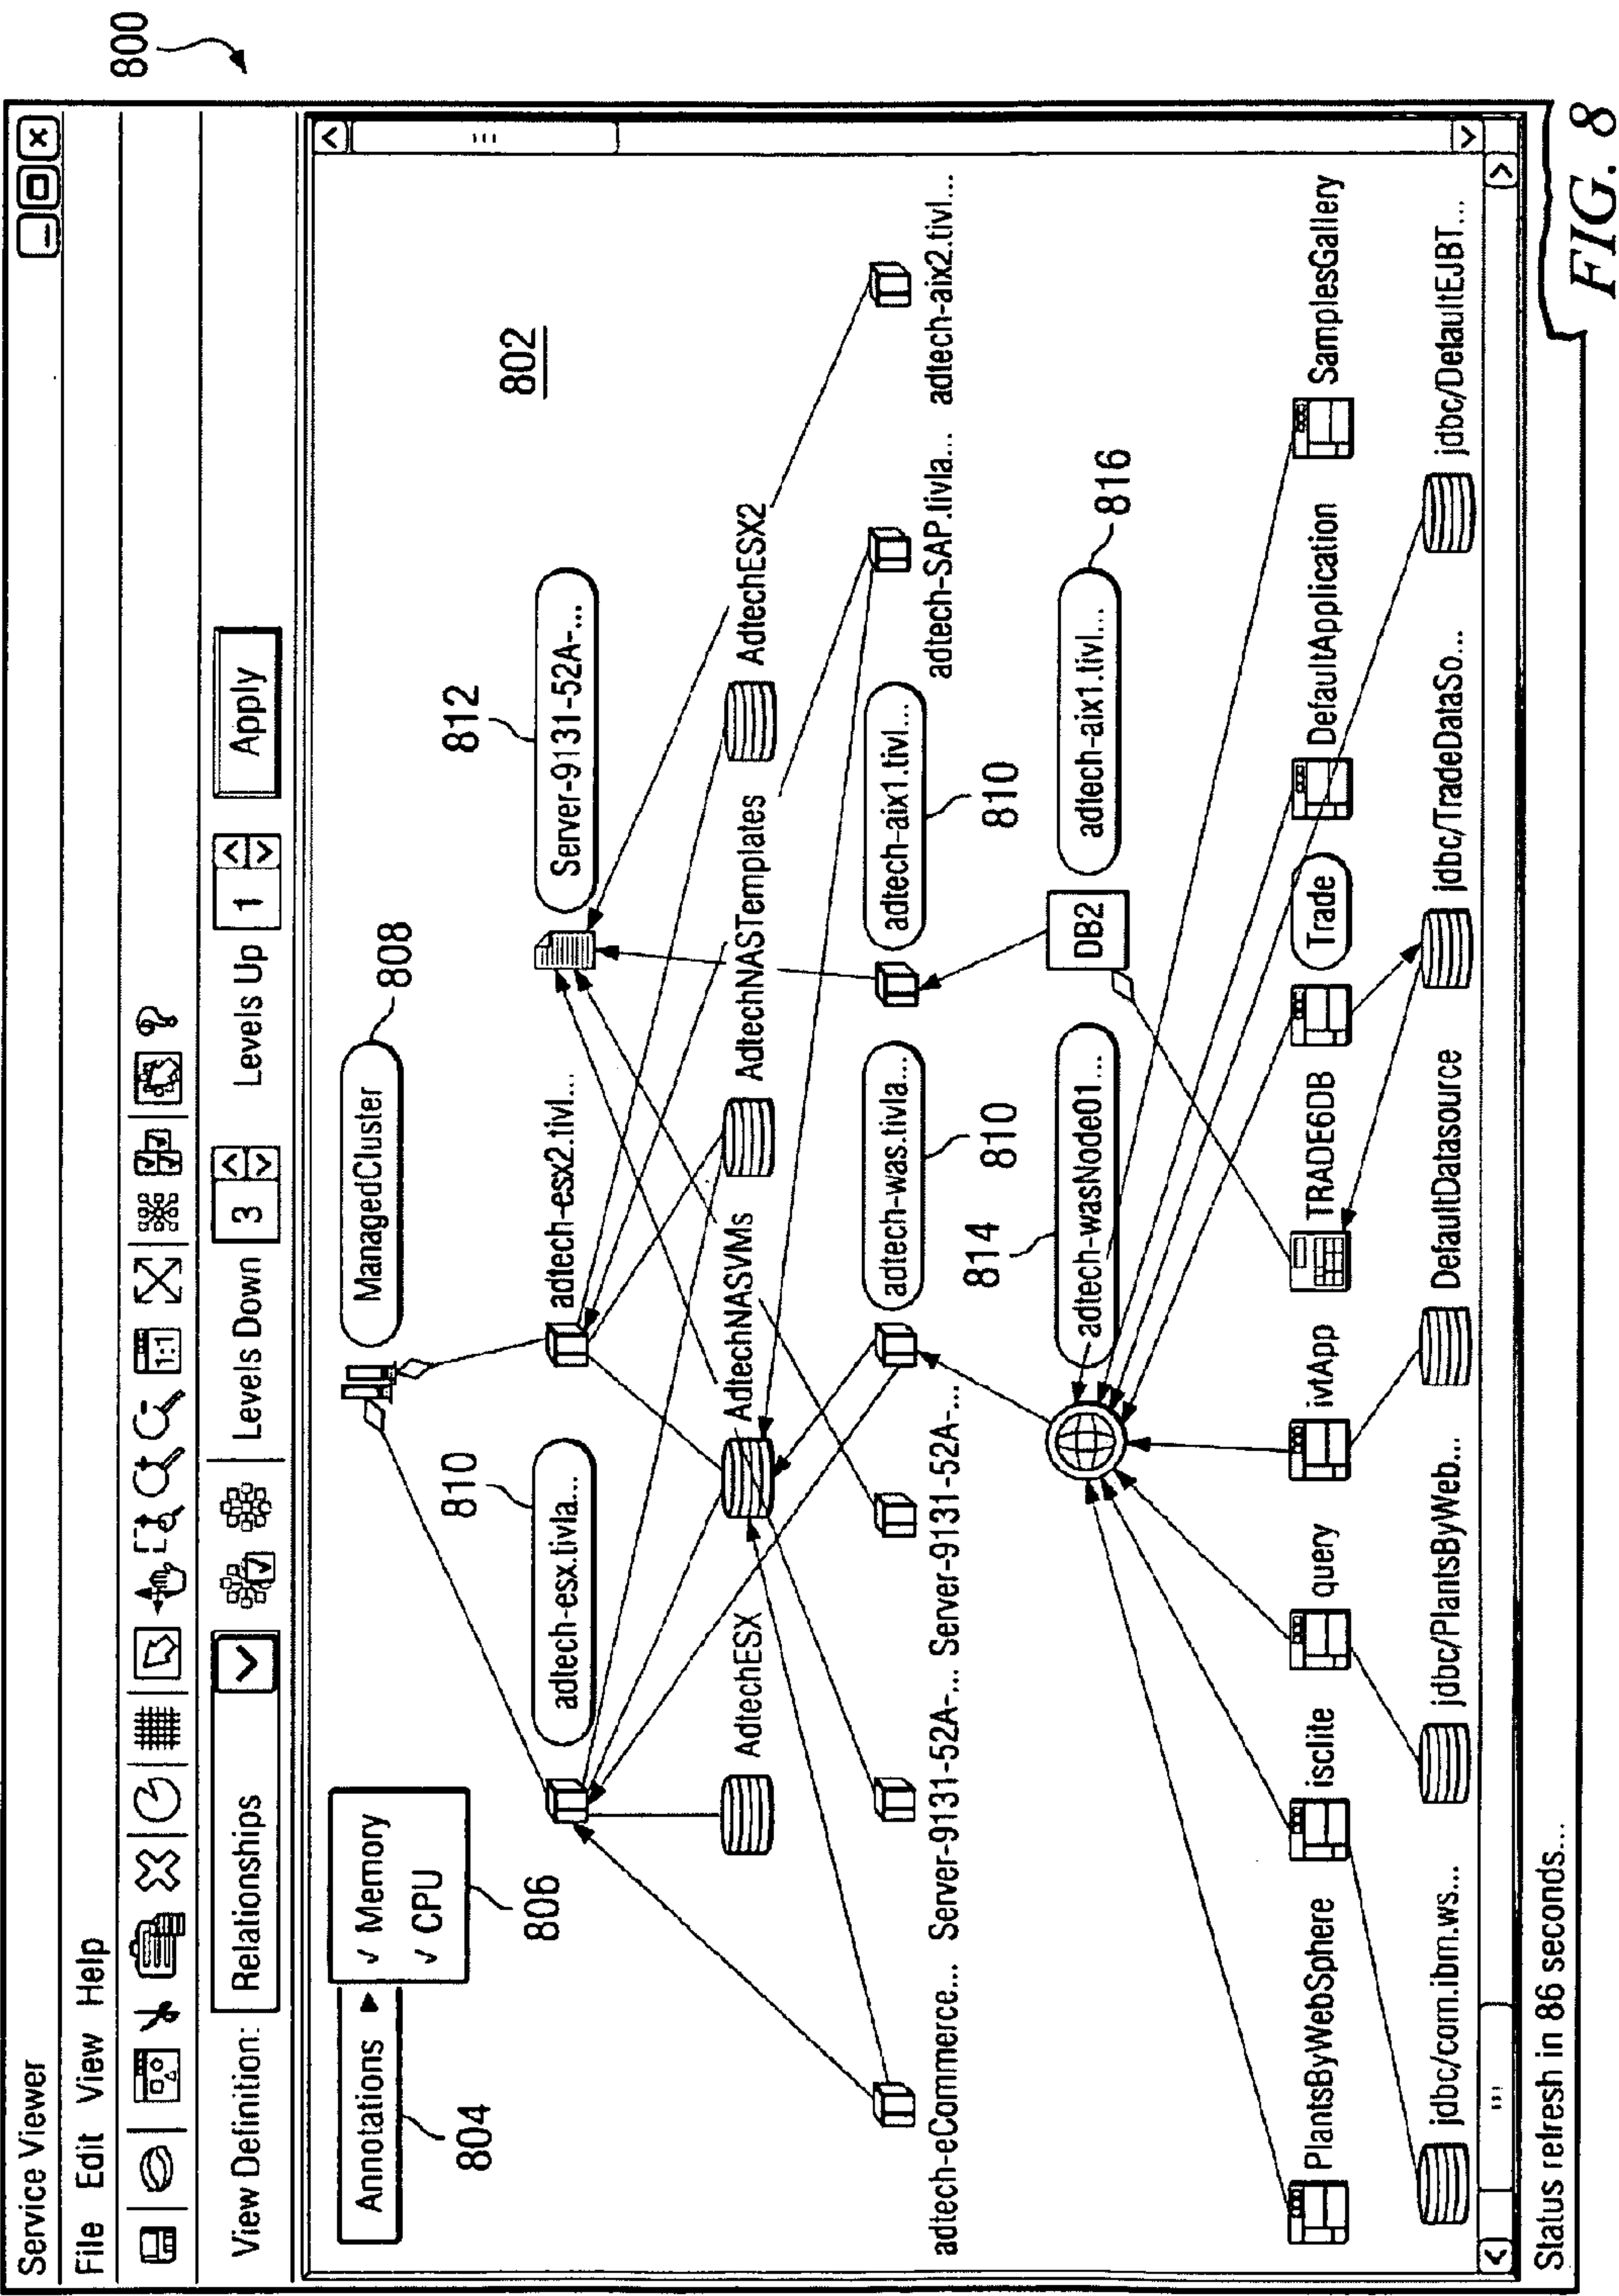 800
Service Viewer
File Edit View Help
View Definition: Relationships Levels Down 3 Levels Up 1 Apply
1:1
?
Annotations
✓ Memory
✓ CPU
804
806
ManagedCluster
808
802
810
812
adtech-esx.tivla...
adtech-esx2.tivl...
Server-9131-52A-...
AdtechESX
AdtechNASVMs
AdtechNASTemplates
AdtechESX2
adtech-was.tivla...
adtech-aix1.tivl...
adtech-eCommerce...
Server-9131-52A-...
Server-9131-52A-...
adtech-SAP.tivla...
adtech-aix2.tivl...
810
810
814
816
adtech-wasNode01...
DB2
adtech-aix1.tivl...
PlantsByWebSphere
isclite
query
ivtApp
TRADE6DB
Trade
DefaultApplication
SamplesGallery
jdbc/com.ibm.ws...
jdbc/PlantsByWeb...
DefaultDatasource
jdbc/TradeDataSo...
jdbc/DefaultEJBT...
Status refresh in 86 seconds...
FIG. 8